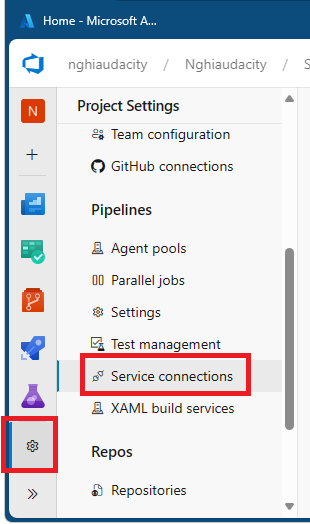 Home - Microsoft A...
nghiaudacity / Nghiaudacity /
Project Settings
Team configuration
GitHub connections
Pipelines
Agent pools
Parallel jobs
Settings
Test management
Service connections
XAML build services
Repos
Repositories
N